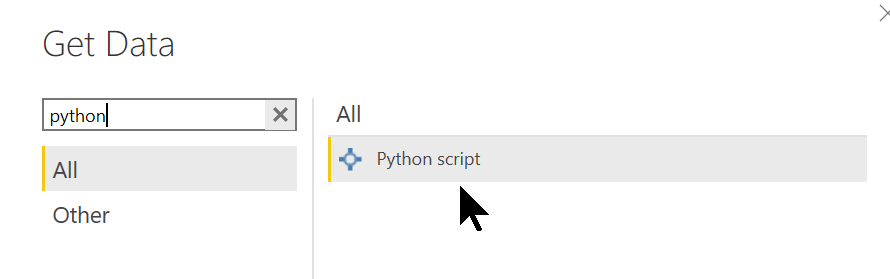 Get Data
python
All
Other
All
Python script